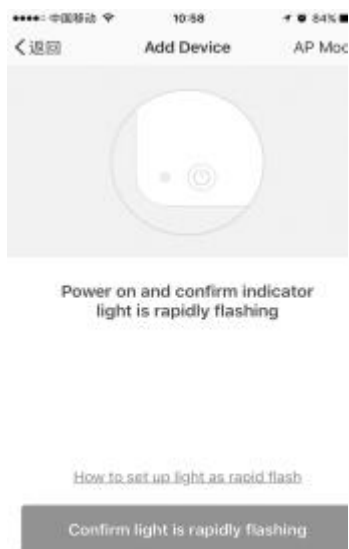 中国移动 10:58 84%
返回 Add Device AP Mod
Power on and confirm indicator
light is rapidly flashing
How to set up light as rapid flash
Confirm light is rapidly flashing